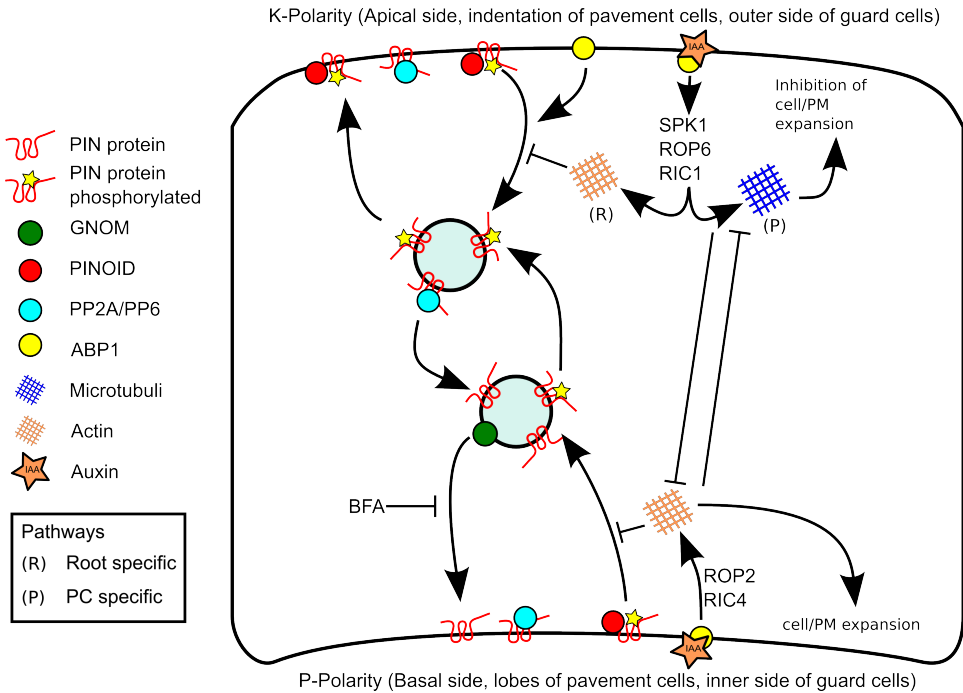 K-Polarity (Apical side, indentation of pavement cells, outer side of guard cells)
IAA
Inhibition of
cell/PM
expansion
SPK1
ROP6
RIC1
(R)
(P)
PIN protein
PIN protein
phosphorylated
GNOM
PINOID
PP2A/PP6
ABP1
Microtubuli
Actin
IAA
Auxin
Pathways
(R) Root specific
(P) PC specific
BFA
ROP2
RIC4
cell/PM expansion
IAA
P-Polarity (Basal side, lobes of pavement cells, inner side of guard cells)